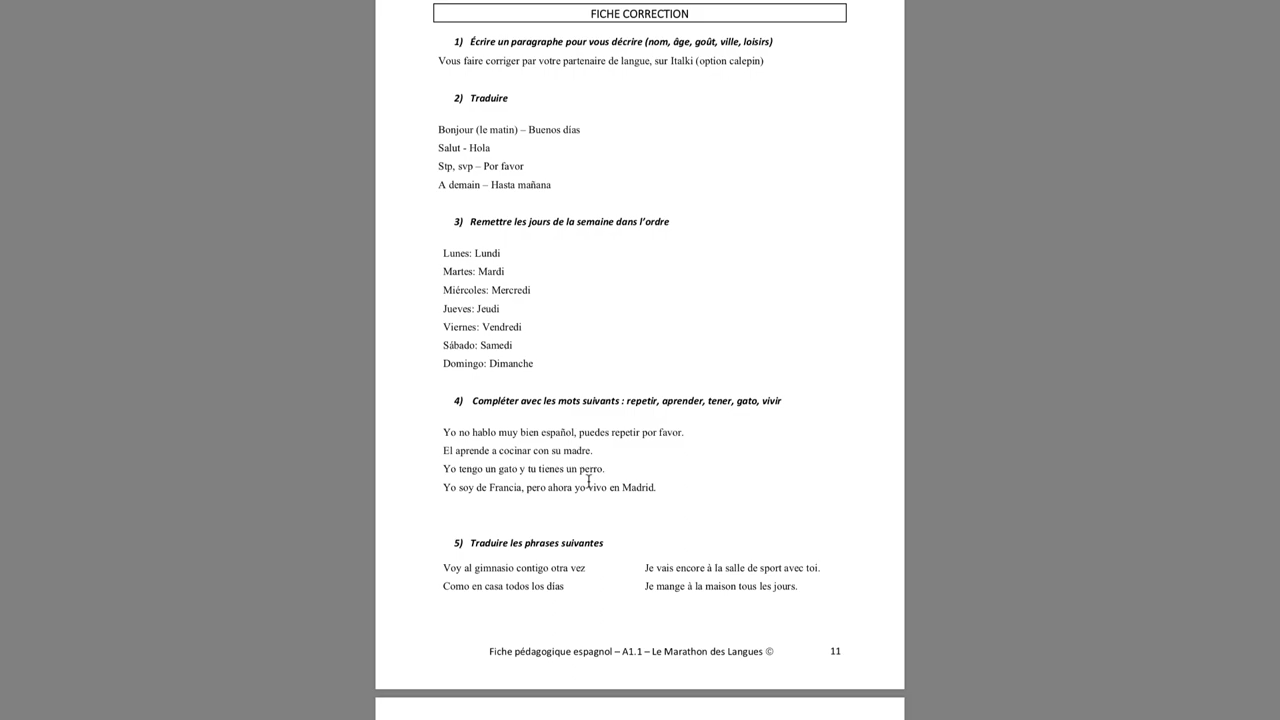 FICHE CORRECTION
1) Écrire un paragraphe pour vous décrire (nom, âge, goût, ville, loisirs)
Vous faire corriger par votre partenaire de langue, sur Italki (option calepin)
2) Traduire
Bonjour (le matin) – Buenos días
Salut - Hola
Stp, svp – Por favor
A demain – Hasta mañana
3) Remettre les jours de la semaine dans l’ordre
Lunes: Lundi
Martes: Mardi
Miércoles: Mercredi
Jueves: Jeudi
Viernes: Vendredi
Sábado: Samedi
Domingo: Dimanche
4) Compléter avec les mots suivants : repetir, aprender, tener, gato, vivir
Yo no hablo muy bien español, puedes repetir por favor.
El aprende a cocinar con su madre.
Yo tengo un gato y tu tienes un perro.
Yo soy de Francia, pero ahora yo vivo en Madrid.
5) Traduire les phrases suivantes
Voy al gimnasio contigo otra vez Je vais encore à la salle de sport avec toi.
Como en casa todos los días Je mange à la maison tous les jours.
Fiche pédagogique espagnol – A1.1 – Le Marathon des Langues © 11